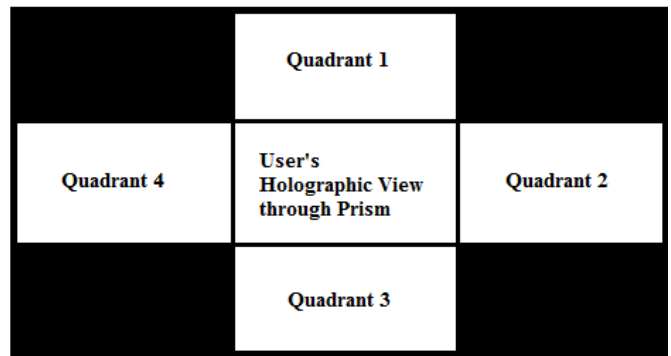 Quadrant 1
Quadrant 4
User's
Holographic View
through Prism
Quadrant 2
Quadrant 3